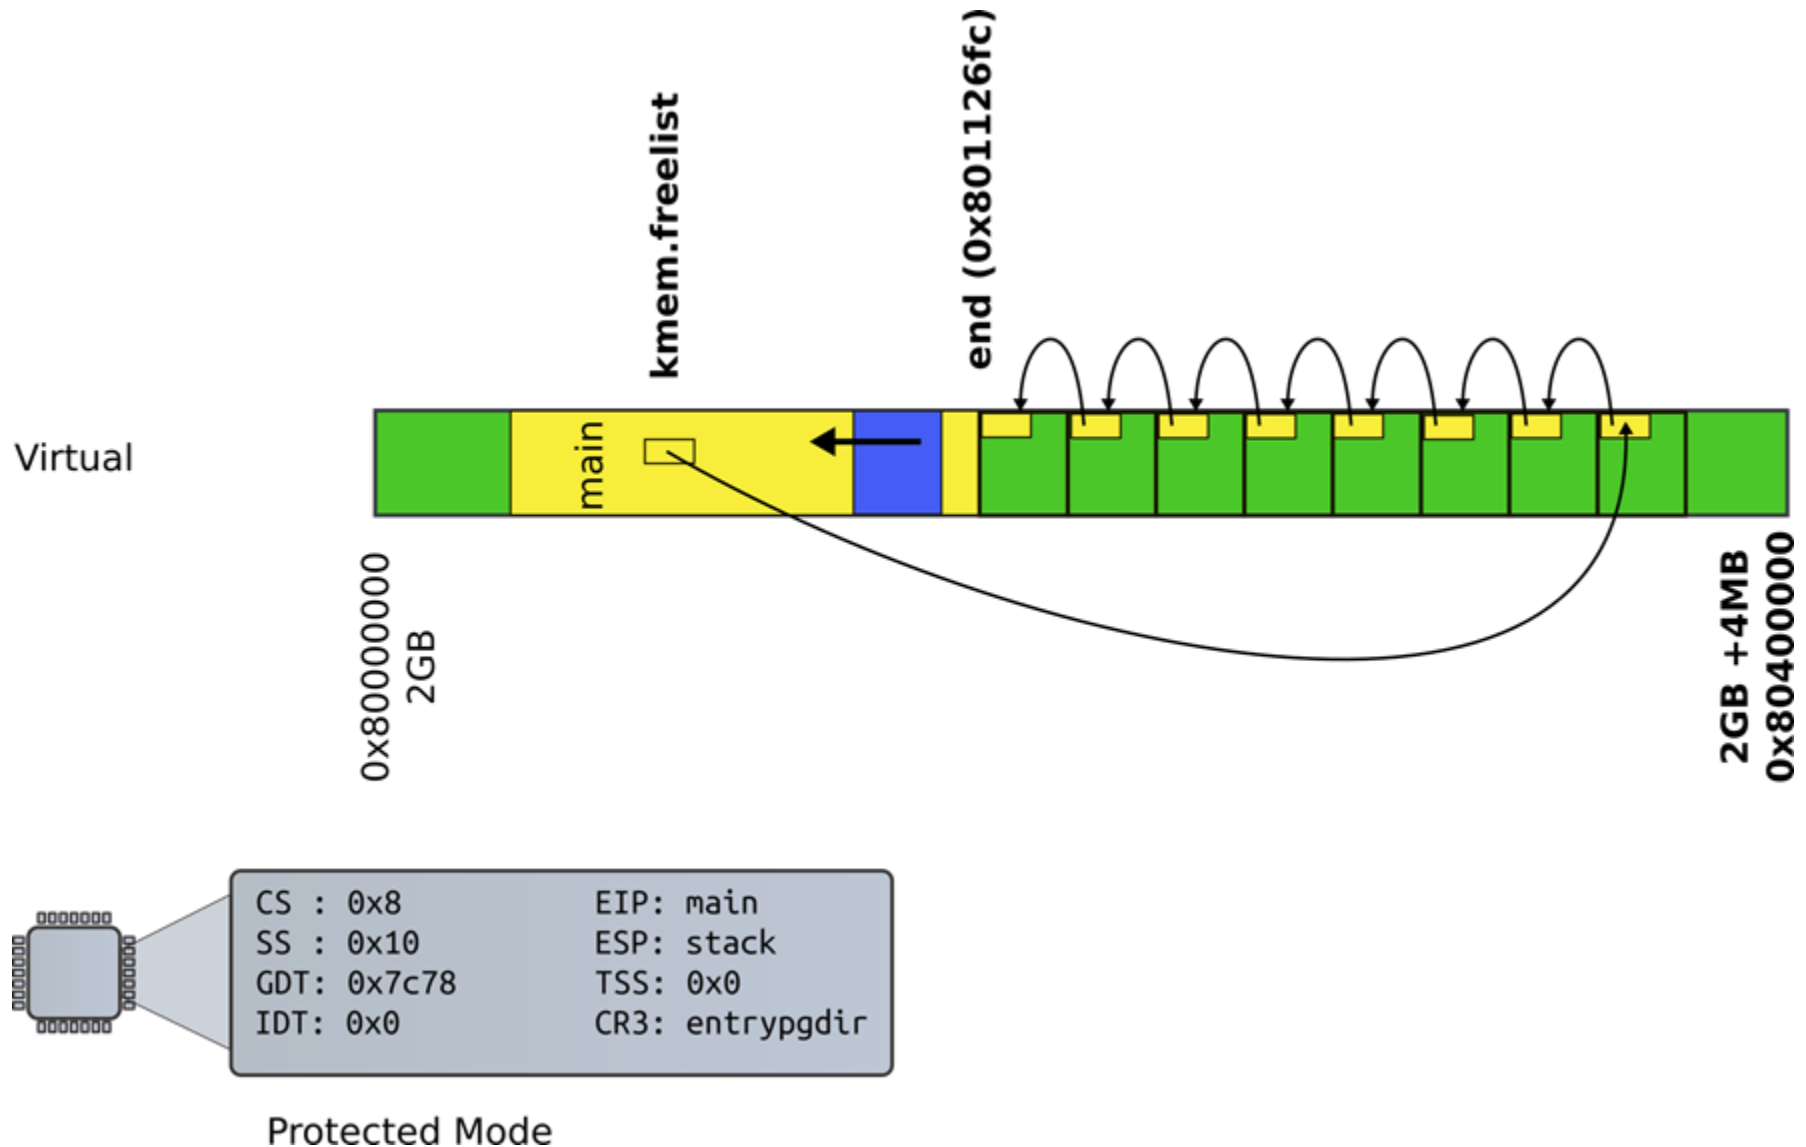 kmem.freelist
end (0x801126fc)
main
Virtual
0x80000000
2GB
2GB +4MB
0x80400000
CS : 0x8
SS : 0x10
GDT: 0x7c78
IDT: 0x0
EIP: main
ESP: stack
TSS: 0x0
CR3: entrypgdir
Protected Mode